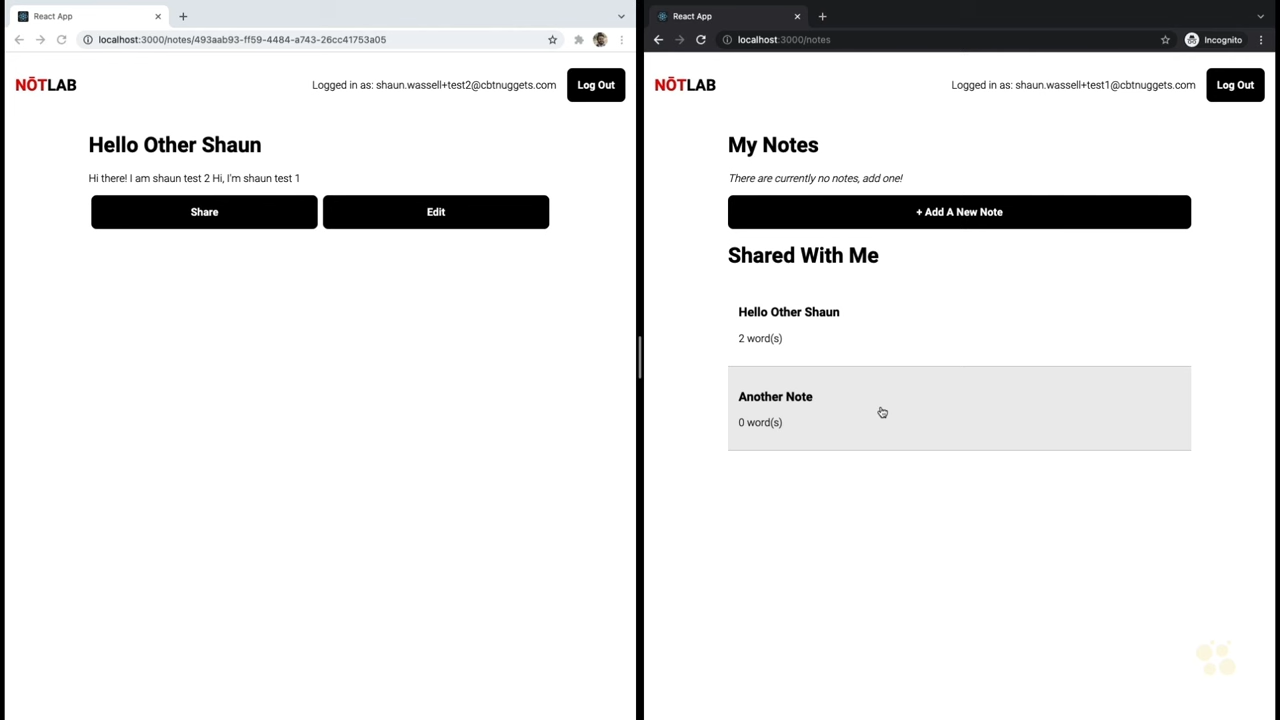 React App
localhost:3000/notes/493aab93-ff59-4484-a743-26cc41753a05
NŌTLAB
Logged in as: shaun.wassell+test2@cbtnuggets.com
Log Out
Hello Other Shaun
Hi there! I am shaun test 2 Hi, I'm shaun test 1
Share
Edit
React App
localhost:3000/notes
Incognito
NŌTLAB
Logged in as: shaun.wassell+test1@cbtnuggets.com
Log Out
My Notes
There are currently no notes, add one!
+ Add A New Note
Shared With Me
Hello Other Shaun
2 word(s)
Another Note
0 word(s)